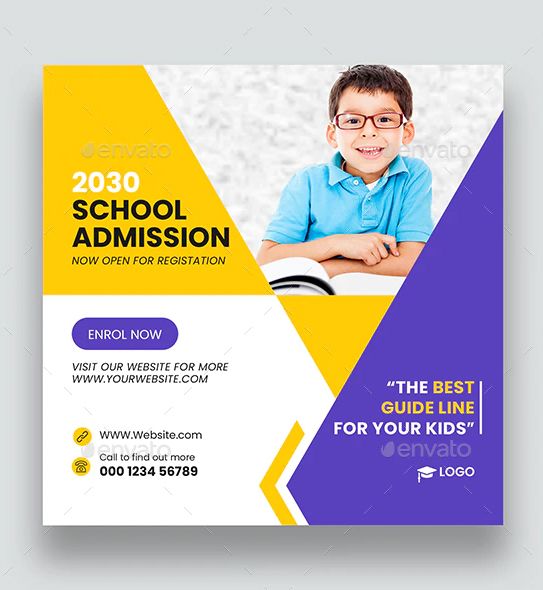 2030
SCHOOL
ADMISSION
NOW OPEN FOR REGISTATION
ENROL NOW
VISIT OUR WEBSITE FOR MORE
WWW.YOURWEBSITE.COM
WWW.Website.com
Call to find out more
000 1234 56789
“THE BEST
GUIDE LINE
FOR YOUR KIDS”
LOGO
envato
envato
envato
envato